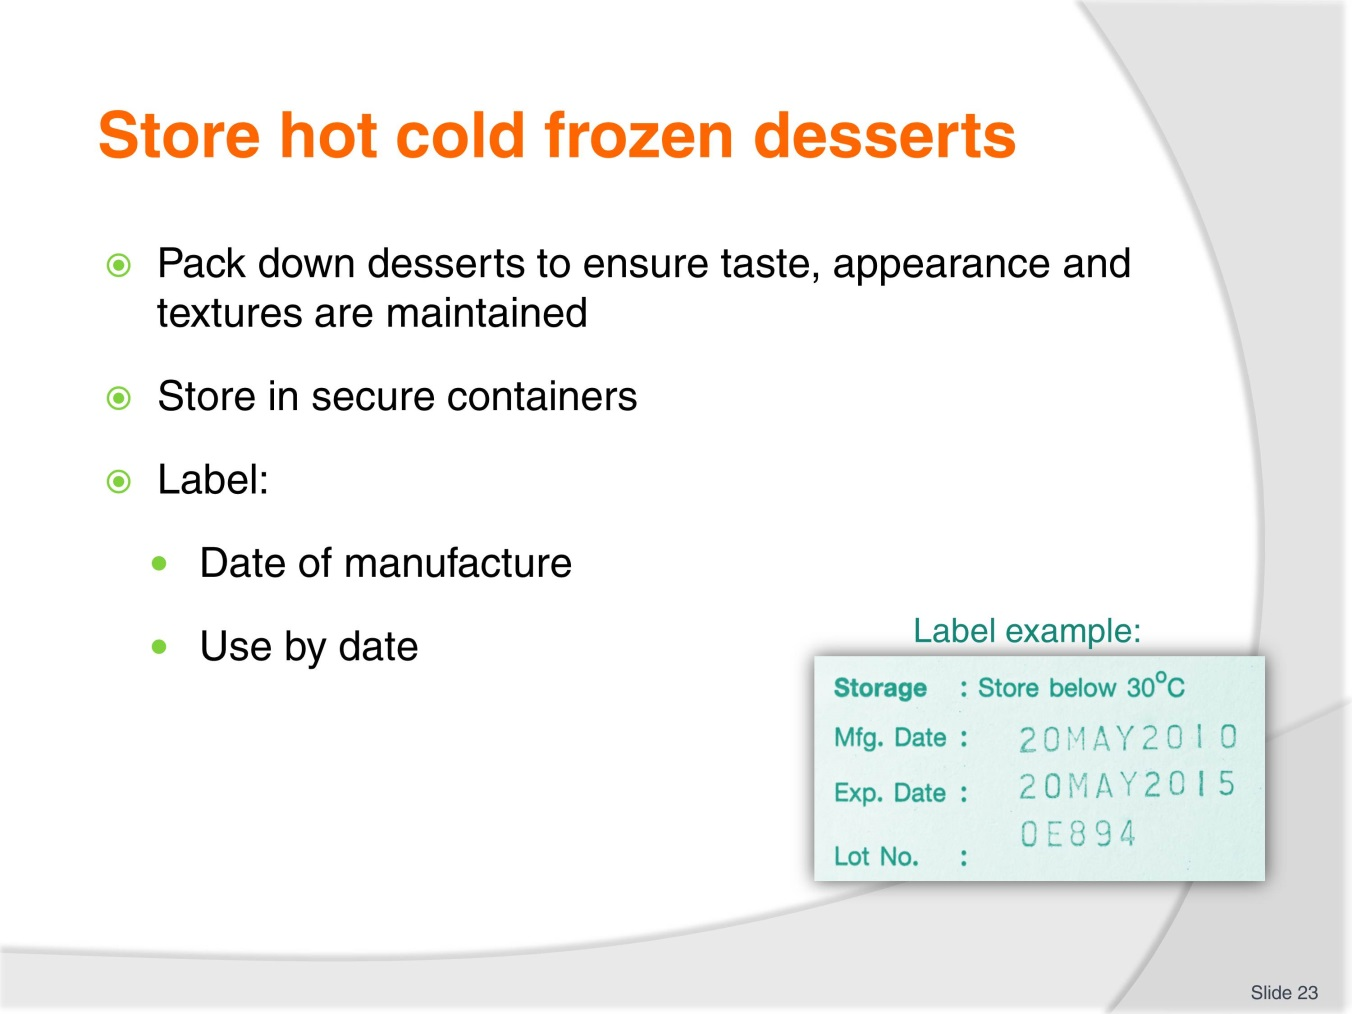 Store hot cold frozen desserts
Pack down desserts to ensure taste, appearance and
textures are maintained
Store in secure containers
Label:
Date of manufacture
Use by date
Label example:
Storage : Store below 30°C
Mfg. Date : 20MAY2010
Exp. Date : 20MAY2015
0E894
Lot No. :
Slide 23